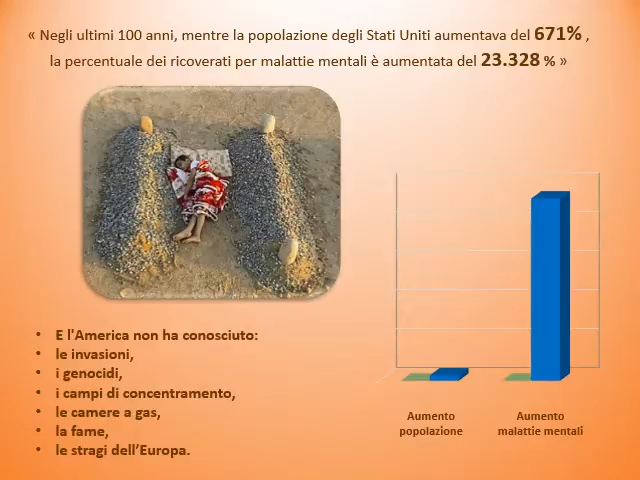 « Negli ultimi 100 anni, mentre la popolazione degli Stati Uniti aumentava del 671% ,
la percentuale dei ricoverati per malattie mentali è aumentata del 23.328 % »
• E l'America non ha conosciuto:
• le invasioni,
• i genocidi,
• i campi di concentramento,
• le camere a gas,
• la fame,
• le stragi dell’Europa.
Aumento
popolazione
Aumento
malattie mentali